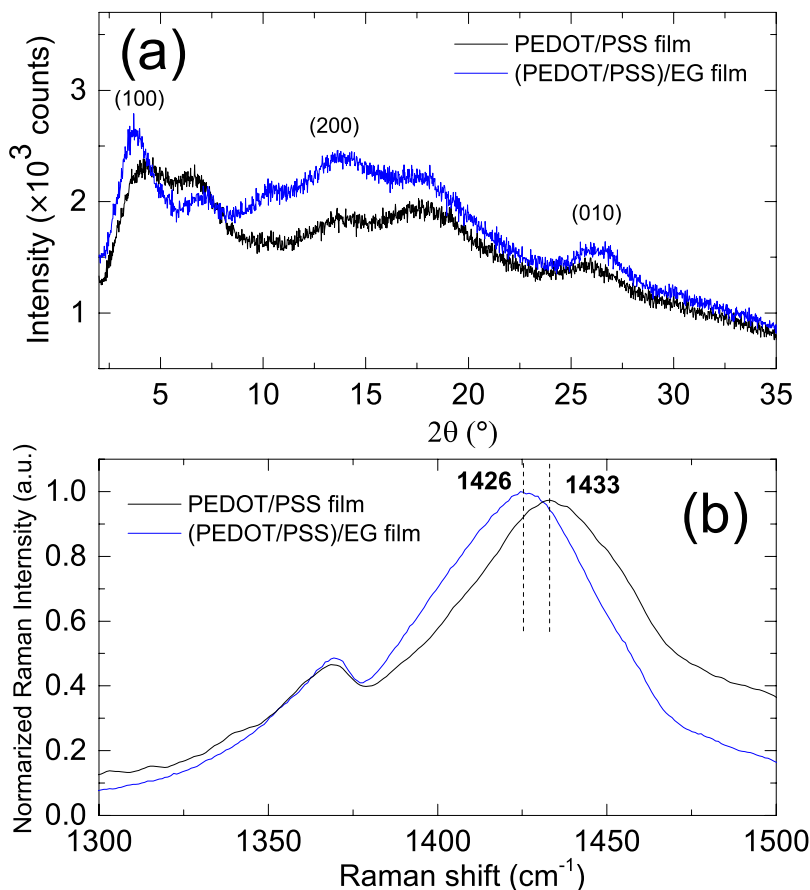 (a)
PEDOT/PSS film
(PEDOT/PSS)/EG film
(100)
(200)
(010)
3
2
1
Intensity (×10³ counts)
5 10 15 20 25 30 35
2θ (°)
(b)
1426 1433
PEDOT/PSS film
(PEDOT/PSS)/EG film
1.0
0.8
0.6
0.4
0.2
0.0
Normarized Raman Internsity (a.u.)
1300 1350 1400 1450 1500
Raman shift (cm⁻¹)